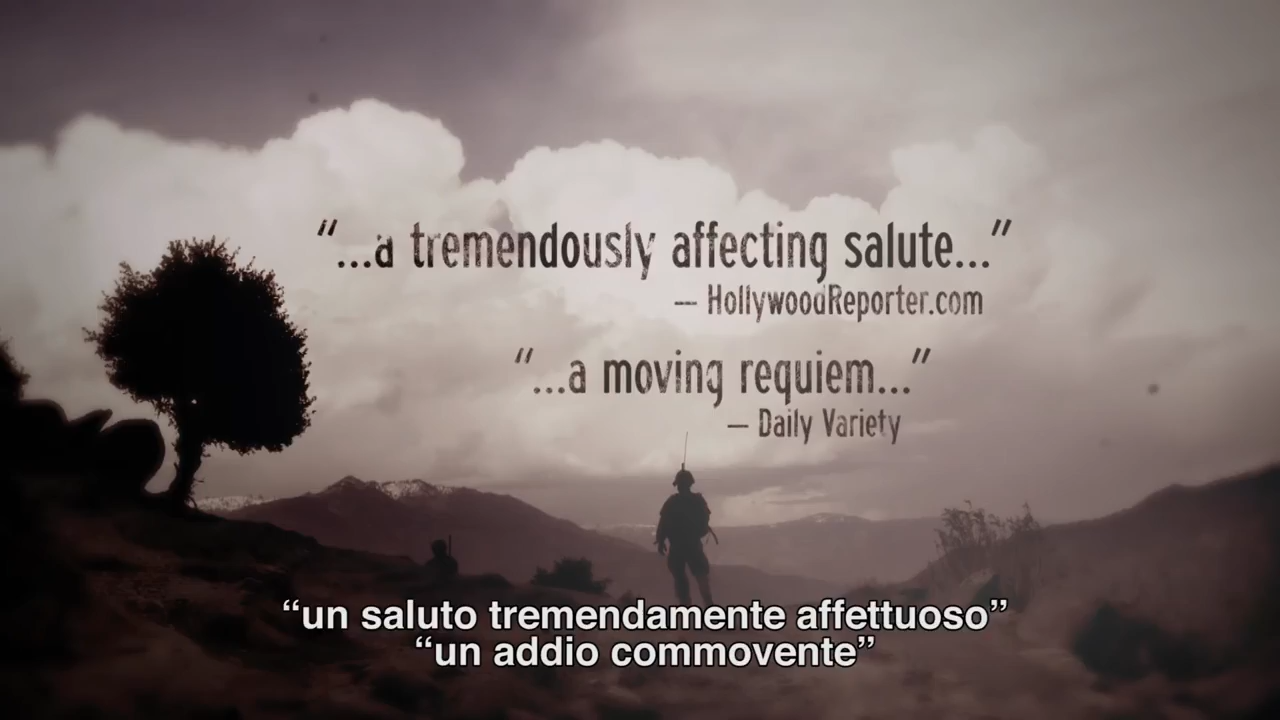 “...a tremendously affecting salute...”
— HollywoodReporter.com
“...a moving requiem...”
— Daily Variety
“un saluto tremendamente affettuoso”
“un addio commovente”